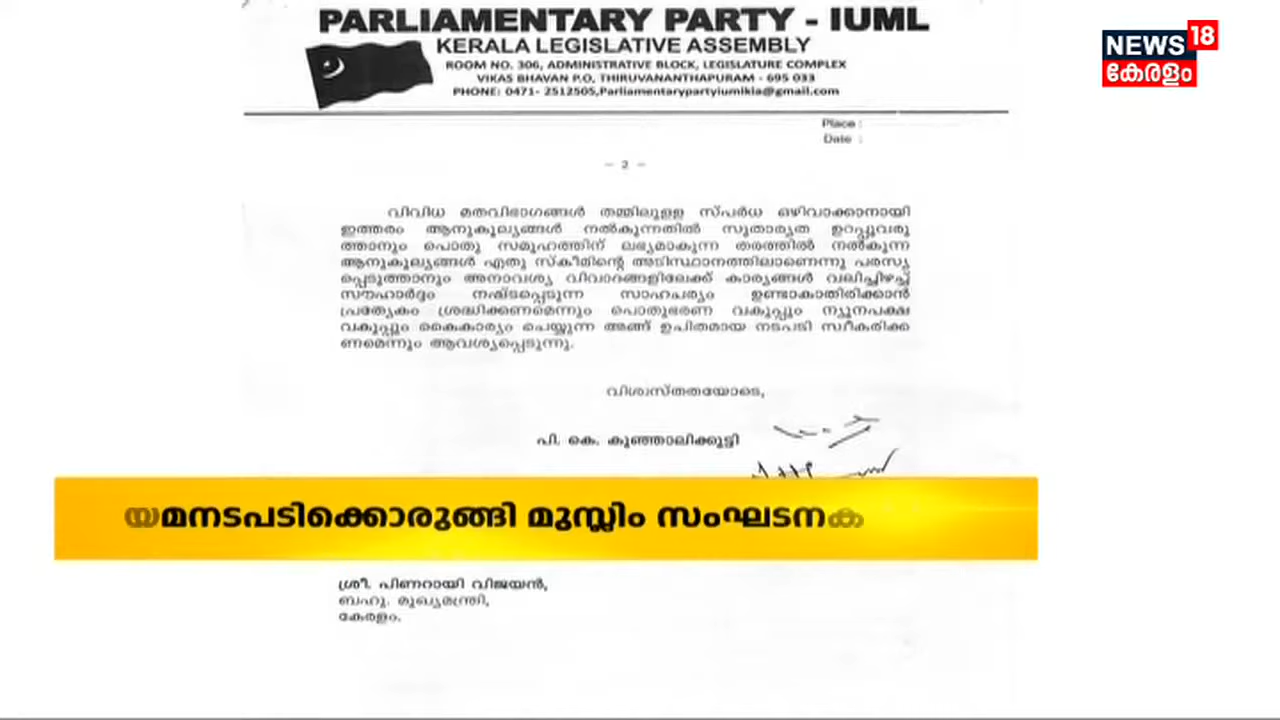 PARLIAMENTARY PARTY - IUML
KERALA LEGISLATIVE ASSEMBLY
ROOM NO. 306, ADMINISTRATIVE BLOCK, LEGISLATURE COMPLEX
VIKAS BHAVAN P.O, THIRUVANANTHAPURAM - 695 033
PHONE: 0471- 2512505,Parliamentarypartyiumlkla@gmail.com
NEWS 18
കേരളം
Place :
Date :
- 2 -
വിവിധ മതവിഭാഗങ്ങൾ തമ്മിലുളള സ്പർധ ഒഴിവാക്കാനായി
ഇത്തരം ആനുകൂല്യങ്ങൾ നൽകുന്നതിൽ സുതാര്യത ഉറപ്പുവരു
ത്താനും പൊതു സമൂഹത്തിന് ലഭ്യമാകുന്ന തരത്തിൽ നൽകുന്ന
ആനുകൂല്യങ്ങൾ ഏതു സ്കീമിന്റെ അടിസ്ഥാനത്തിലാണെന്നു പരസ്യ
പ്പെടുത്താനും അനാവശ്യ വിവാദങ്ങളിലേക്ക് കാര്യങ്ങൾ വലിച്ചിഴച്ച്
സൗഹാർദ്ദം നഷ്ടപ്പെടുന്ന സാഹചര്യം ഉണ്ടാകാതിരിക്കാൻ
പ്രത്യേകം ശ്രദ്ധിക്കണമെന്നും പൊതുഭരണ വകുപ്പും ന്യൂനപക്ഷ
വകുപ്പും കൈകാര്യം ചെയ്യുന്ന അങ്ങ് ഉചിതമായ നടപടി സ്വീകരിക്ക
ണമെന്നും ആവശ്യപ്പെടുന്നു.
വിശ്വസ്തതയോടെ,
പി. കെ. കുഞ്ഞാലിക്കുട്ടി
യമനടപടിക്കൊരുങ്ങി മുസ്ലിം സംഘടനക
ശ്രീ. പിണറായി വിജയൻ,
ബഹു. മുഖ്യമന്ത്രി,
കേരളം.